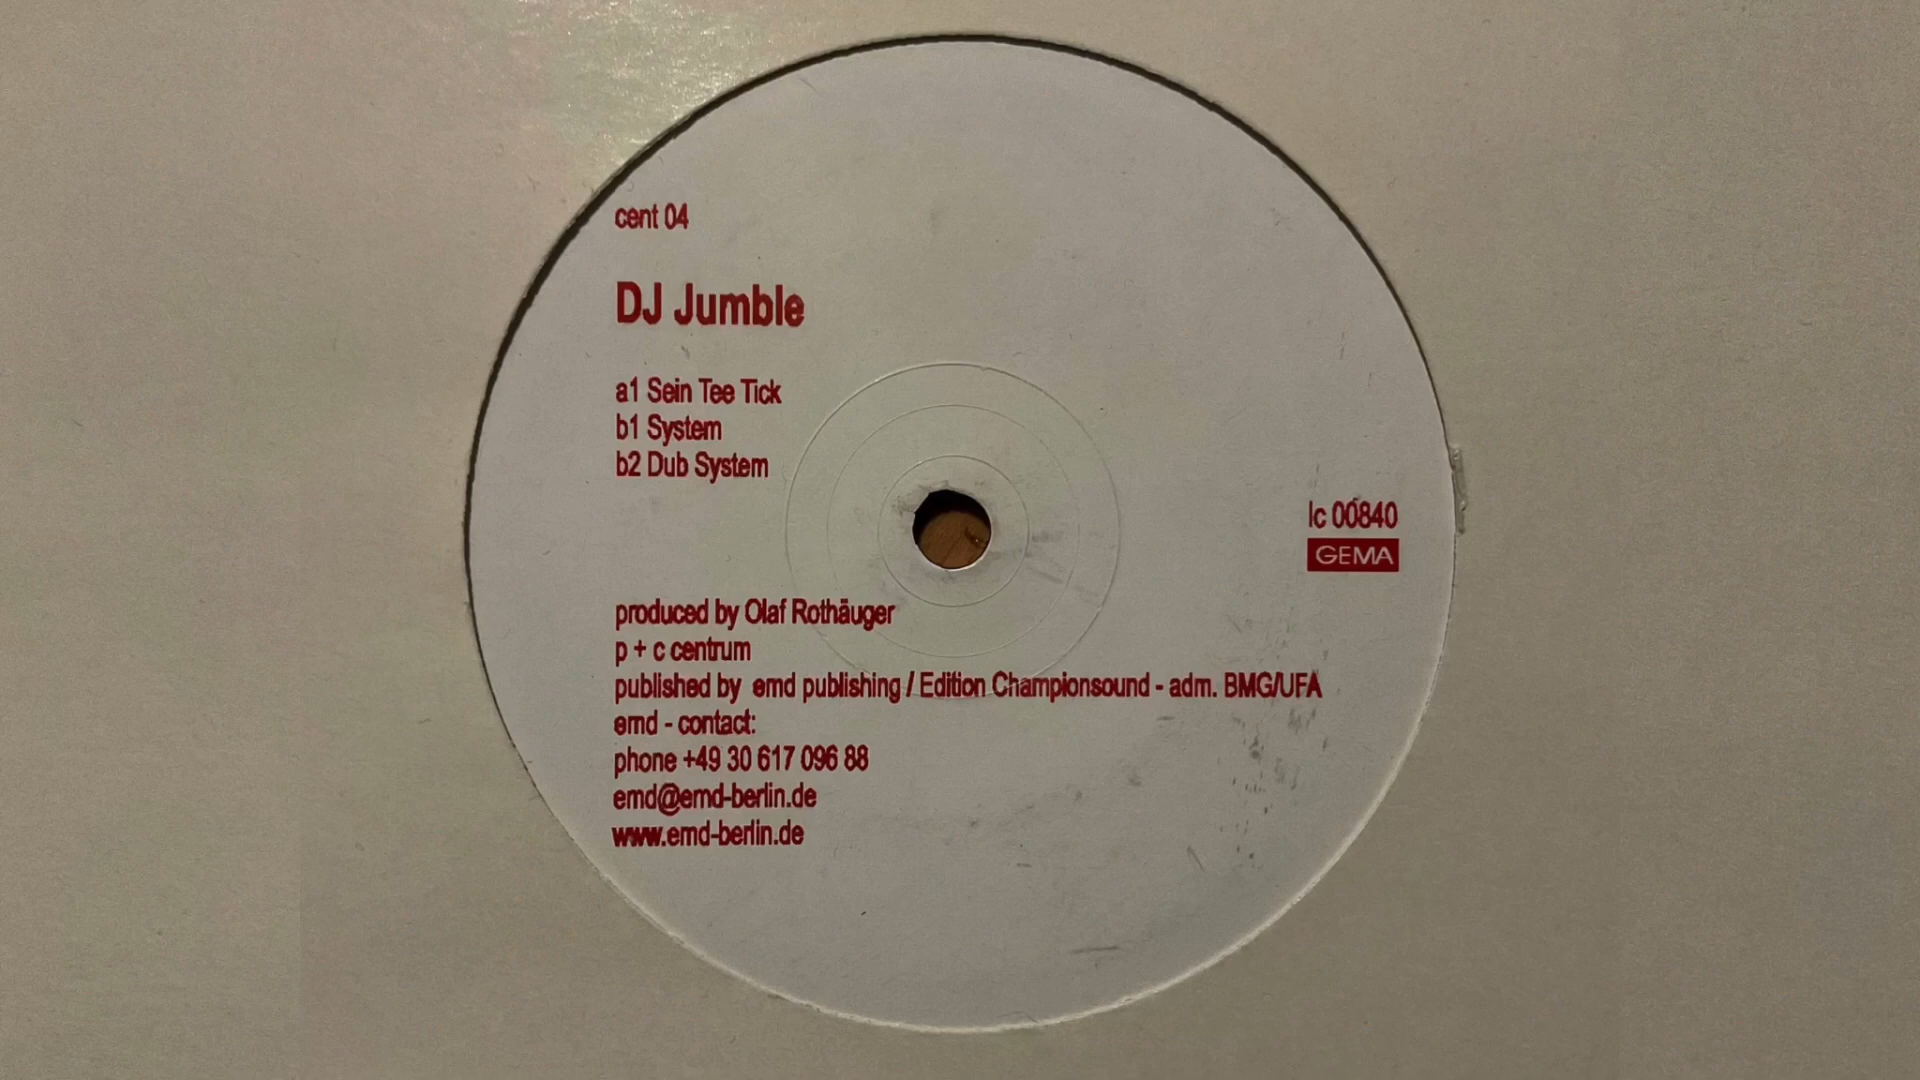 cent 04
DJ Jumble
a1 Sein Tee Tick
b1 System
b2 Dub System
lc 00840
GEMA
produced by Olaf Rothäuger
p + c centrum
published by emd publishing / Edition Championsound - adm. BMG/UFA
emd - contact:
phone +49 30 617 096 88
emd@emd-berlin.de
www.emd-berlin.de